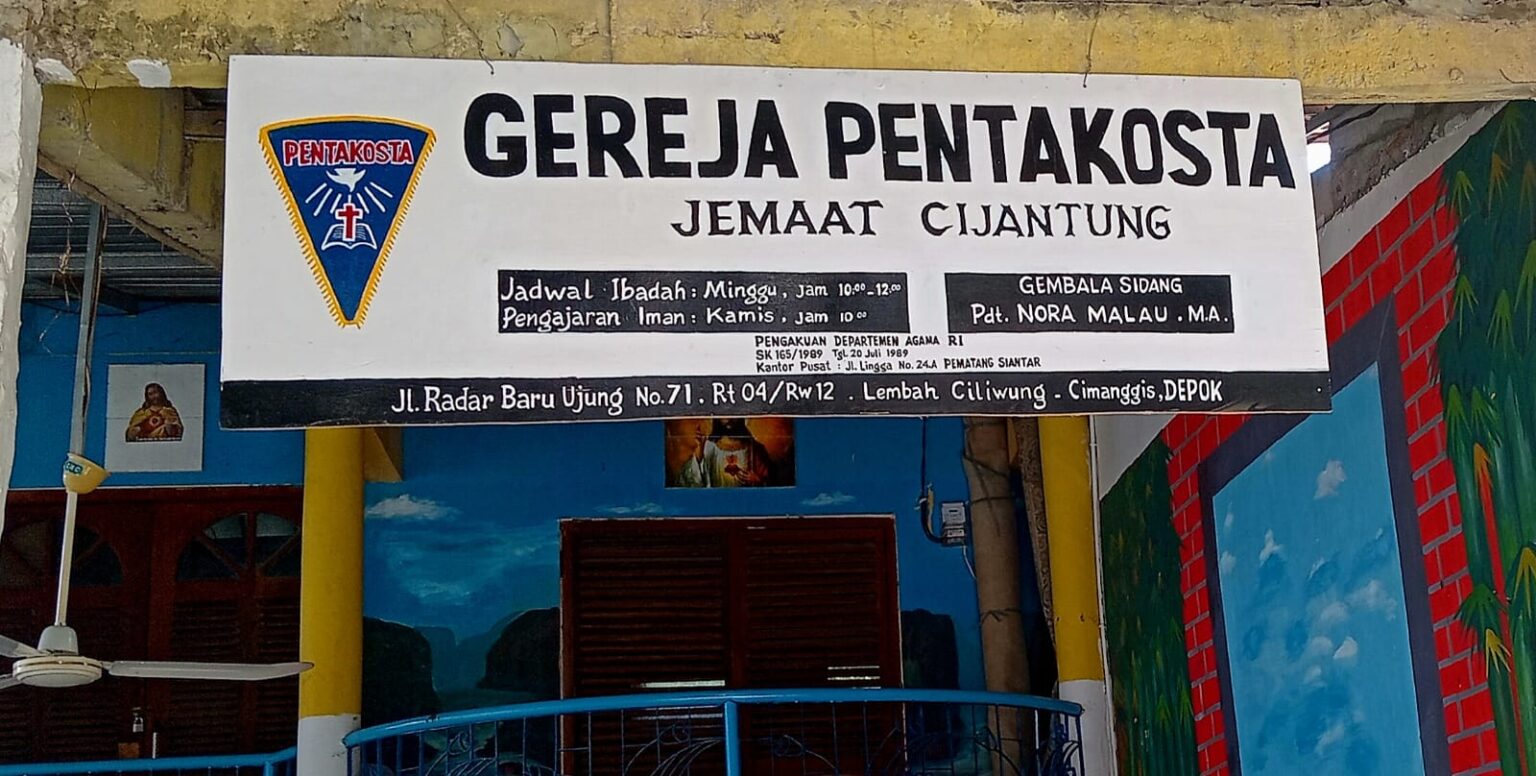 PENTAKOSTA
GEREJA PENTAKOSTA
JEMAAT CIJANTUNG
Jadwal Ibadah : Minggu, Jam 10.00 - 12.00
Pengajaran Iman : Kamis, Jam 10 00
GEMBALA SIDANG
Pdt. NORA MALAU . M.A.
PENGAKUAN DEPARTEMEN AGAMA RI
SK 165/1989 Tgl. 20 Juli 1989
Kantor Pusat : Jl. Lingga No. 24.A PEMATANG SIANTAR
Jl. Radar Baru Ujung No. 71 . Rt 04/Rw 12 . Lembah Ciliwung - Cimanggis, DEPOK